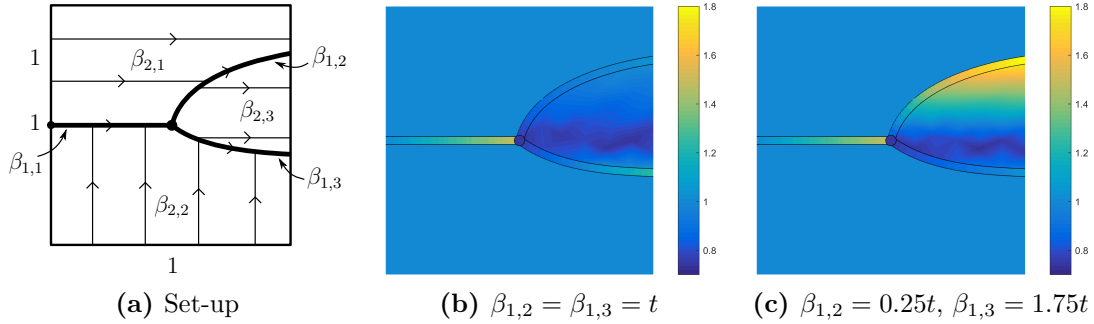 1
β2,1
β1,2
1
β2,3
β1,1
β1,3
β2,2
1
(a) Set-up
1.8
1.6
1.4
1.2
1
0.8
(b) β1,2 = β1,3 = t
1.8
1.6
1.4
1.2
1
0.8
(c) β1,2 = 0.25t, β1,3 = 1.75t